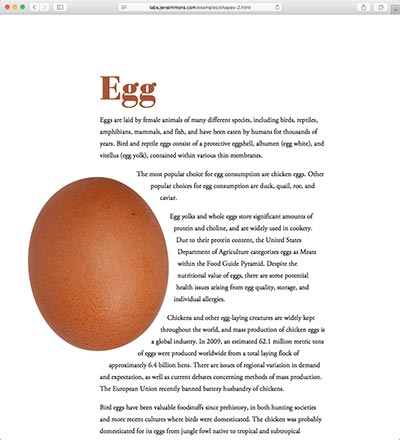 labs.jensimmons.com/examples/shapes-2.html
Egg
Eggs are laid by female animals of many different species, including birds, reptiles,
amphibians, mammals, and fish, and have been eaten by humans for thousands of
years. Bird and reptile eggs consist of a protective eggshell, albumen (egg white), and
vitellus (egg yolk), contained within various thin membranes.
The most popular choice for egg consumption are chicken eggs. Other
popular choices for egg consumption are duck, quail, roe, and
caviar.
Egg yolks and whole eggs store significant amounts of
protein and choline, and are widely used in cookery.
Due to their protein content, the United States
Department of Agriculture categorizes eggs as Meats
within the Food Guide Pyramid. Despite the
nutritional value of eggs, there are some potential
health issues arising from egg quality, storage, and
individual allergies.
Chickens and other egg-laying creatures are widely kept
throughout the world, and mass production of chicken eggs is
a global industry. In 2009, an estimated 62.1 million metric tons
of eggs were produced worldwide from a total laying flock of
approximately 6.4 billion hens. There are issues of regional variation in demand
and expectation, as well as current debates concerning methods of mass production.
The European Union recently banned battery husbandry of chickens.
Bird eggs have been valuable foodstuffs since prehistory, in both hunting societies
and more recent cultures where birds were domesticated. The chicken was probably
domesticated for its eggs from jungle fowl native to tropical and subtropical